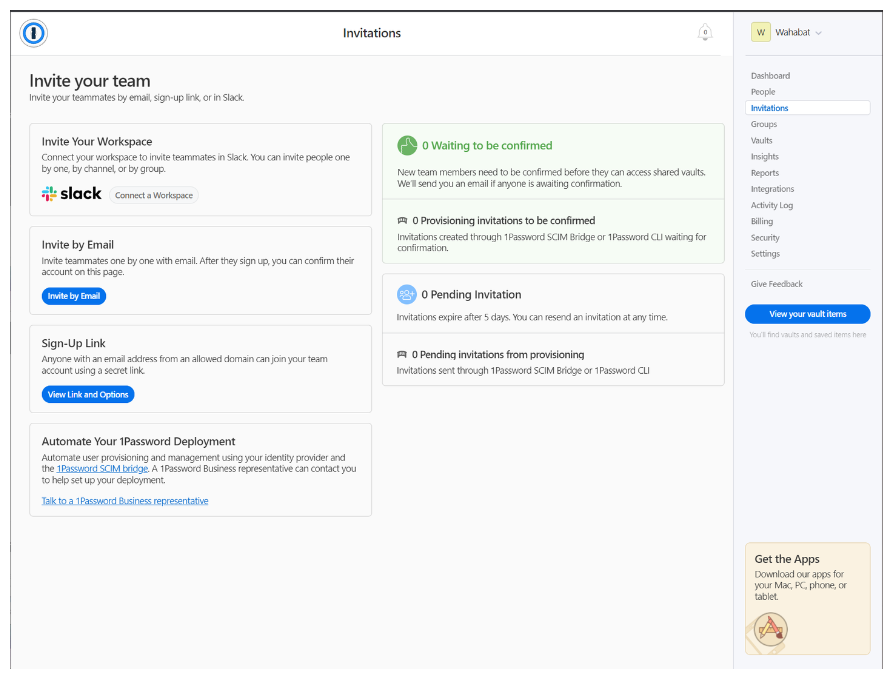 Invitations
0
W Wahabat
Invite your team
Invite your teammates by email, sign-up link, or in Slack.
Invite Your Workspace
Connect your workspace to invite teammates in Slack. You can invite people one
by one, by channel, or by group.
slack Connect a Workspace
Invite by Email
Invite teammates one by one with email. After they sign up, you can confirm their
account on this page.
Invite by Email
Sign-Up Link
Anyone with an email address from an allowed domain can join your team
account using a secret link.
View Link and Options
Automate Your 1Password Deployment
Automate user provisioning and management using your identity provider and
the 1Password SCIM bridge. A 1Password Business representative can contact you
to help set up your deployment.
Talk to a 1Password Business representative
0 Waiting to be confirmed
New team members need to be confirmed before they can access shared vaults.
We'll send you an email if anyone is awaiting confirmation.
0 Provisioning invitations to be confirmed
Invitations created through 1Password SCIM Bridge or 1Password CLI waiting for
confirmation.
0 Pending Invitation
Invitations expire after 5 days. You can resend an invitation at any time.
0 Pending invitations from provisioning
Invitations sent through 1Password SCIM Bridge or 1Password CLI
Dashboard
People
Invitations
Groups
Vaults
Insights
Reports
Integrations
Activity Log
Billing
Security
Settings
Give Feedback
View your vault items
You'll find vaults and saved items here
Get the Apps
Download our apps for
your Mac, PC, phone, or
tablet.